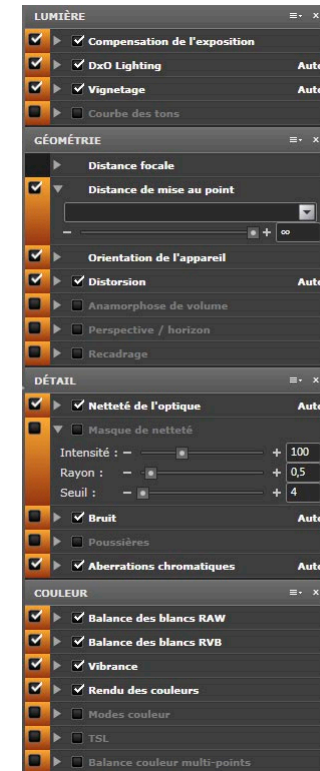 LUMIÈRE
Compensation de l'exposition
DxO Lighting Auto
Vignetage Auto
Courbe des tons
GÉOMÉTRIE
Distance focale
Distance de mise au point
− + ∞
Orientation de l'appareil
Distorsion Auto
Anamorphose de volume
Perspective / horizon
Recadrage
DÉTAIL
Netteté de l'optique Auto
Masque de netteté
Intensité : − + 100
Rayon : − + 0,5
Seuil : − + 4
Bruit Auto
Poussières
Aberrations chromatiques Auto
COULEUR
Balance des blancs RAW
Balance des blancs RVB
Vibrance
Rendu des couleurs
Modes couleur
TSL
Balance couleur multi-points